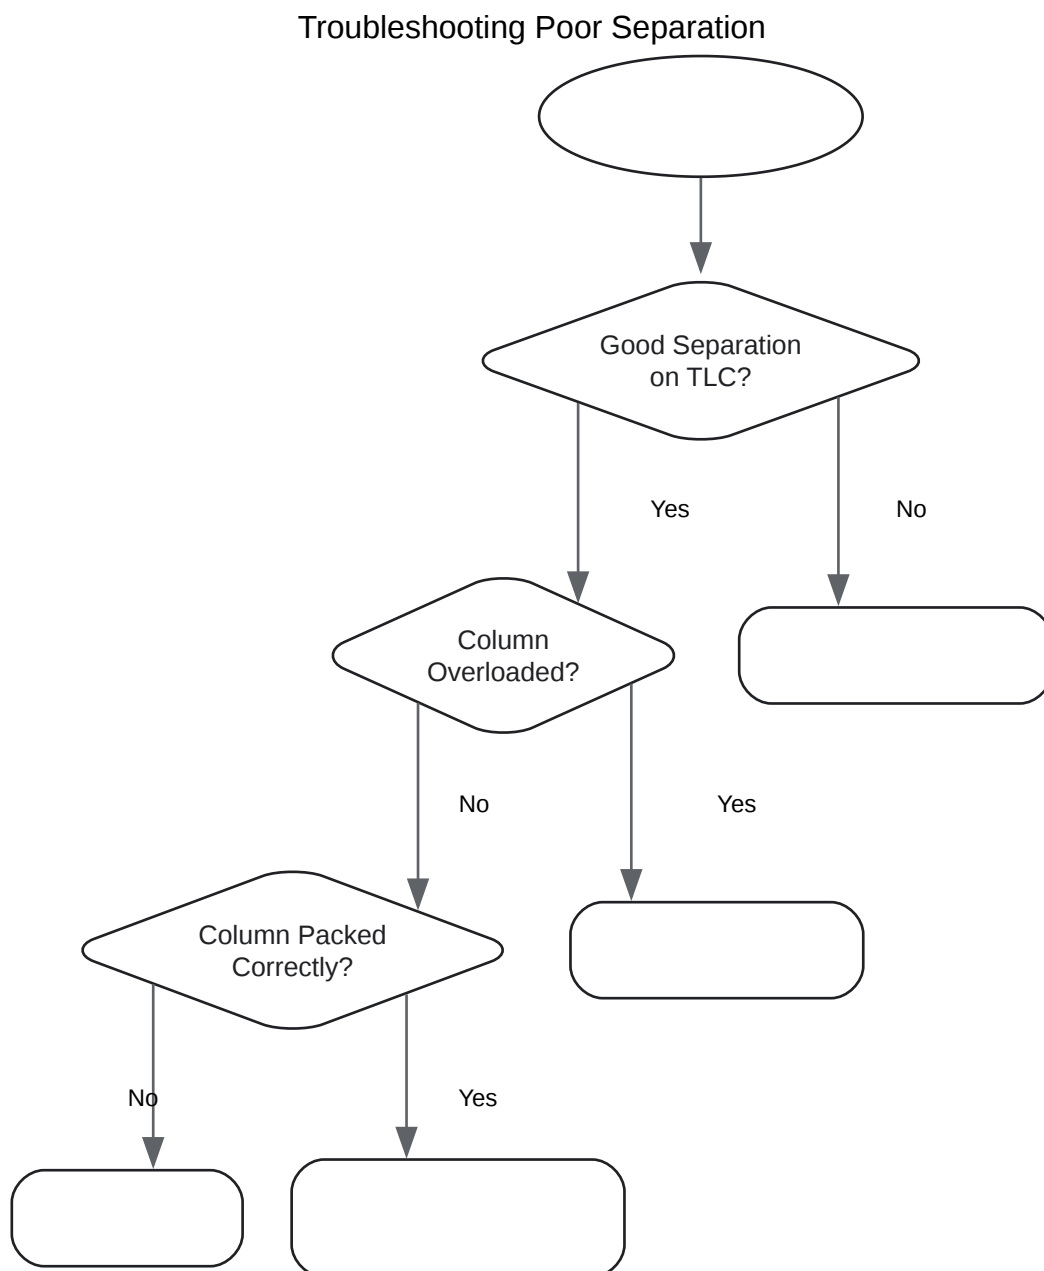 Troubleshooting Poor Separation
Good Separation
on TLC?
Yes
No
Column
Overloaded?
No
Yes
Column Packed
Correctly?
No
Yes